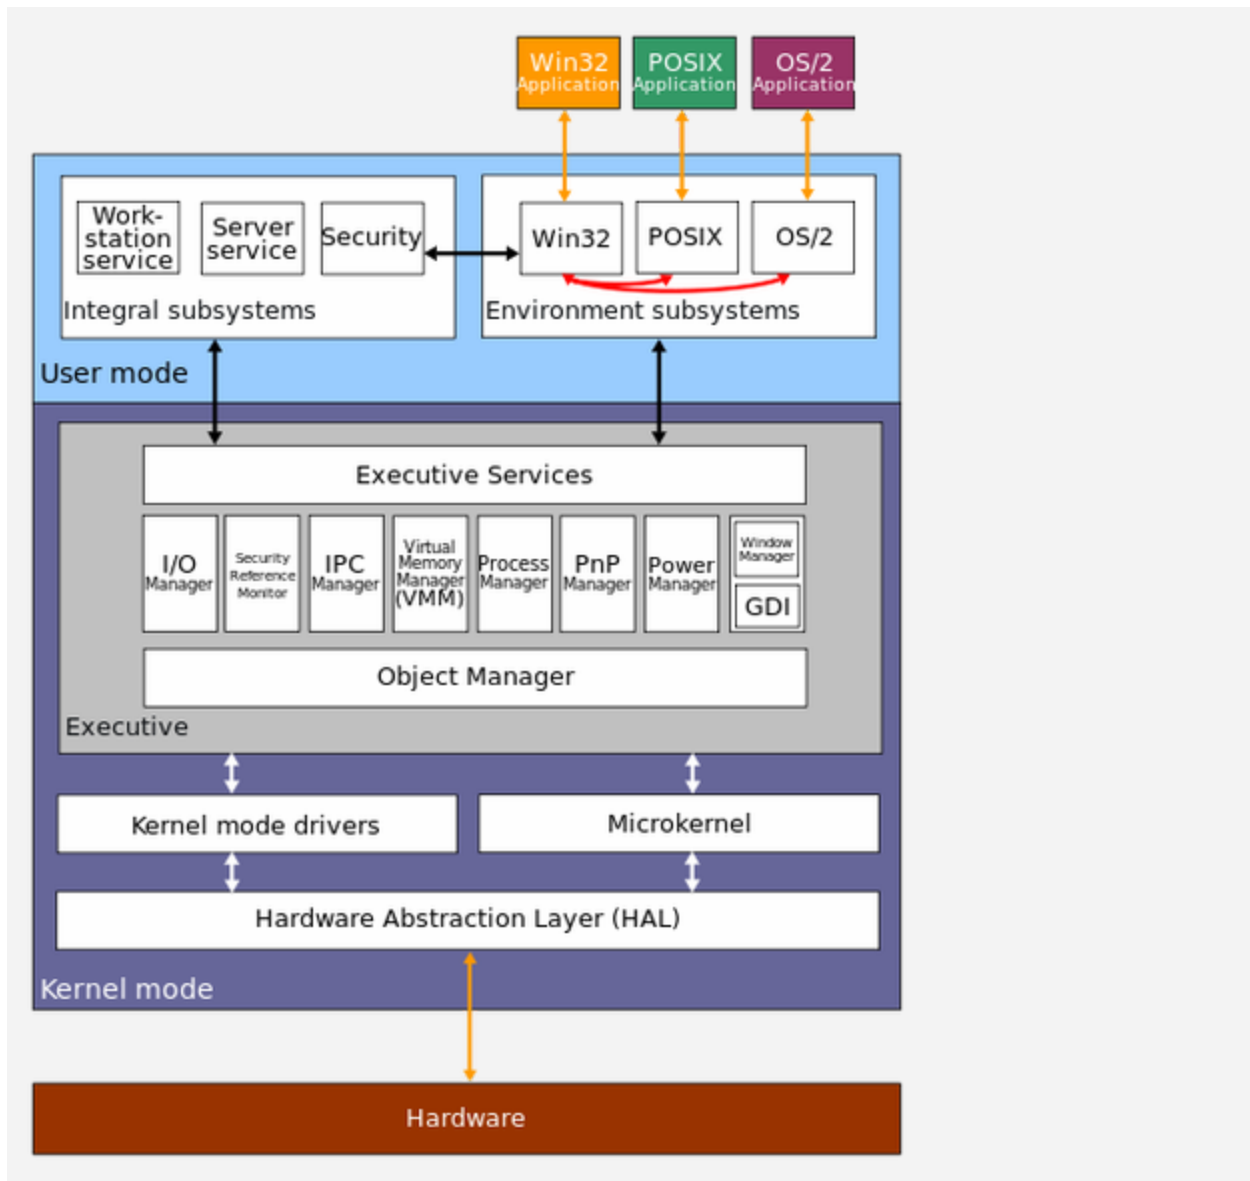 Win32
Application
POSIX
Application
OS/2
Application
Work-
station
service
Server
service
Security
Integral subsystems
Win32
POSIX
OS/2
Environment subsystems
User mode
Executive Services
I/O
Manager
Security
Reference
Monitor
IPC
Manager
Virtual
Memory
Manager
(VMM)
Process
Manager
PnP
Manager
Power
Manager
Window
Manager
GDI
Object Manager
Executive
Kernel mode drivers
Microkernel
Hardware Abstraction Layer (HAL)
Kernel mode
Hardware